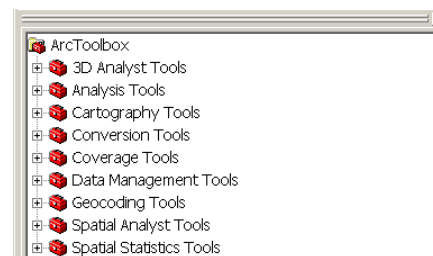 ArcToolbox
3D Analyst Tools
Analysis Tools
Cartography Tools
Conversion Tools
Coverage Tools
Data Management Tools
Geocoding Tools
Spatial Analyst Tools
Spatial Statistics Tools